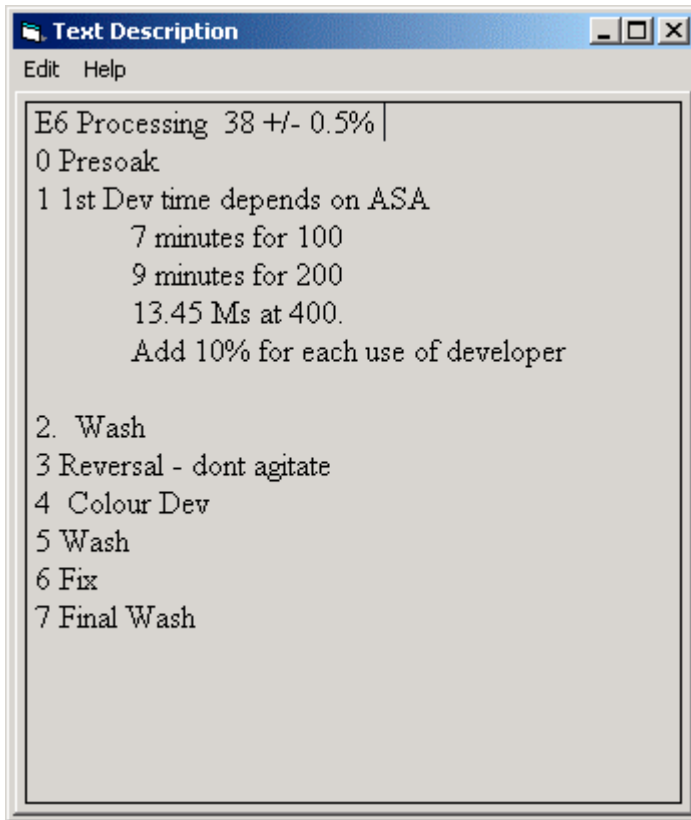 Text Description
Edit Help
E6 Processing 38 +/- 0.5%
0 Presoak
1 1st Dev time depends on ASA
7 minutes for 100
9 minutes for 200
13.45 Ms at 400.
Add 10% for each use of developer
2. Wash
3 Reversal - dont agitate
4 Colour Dev
5 Wash
6 Fix
7 Final Wash